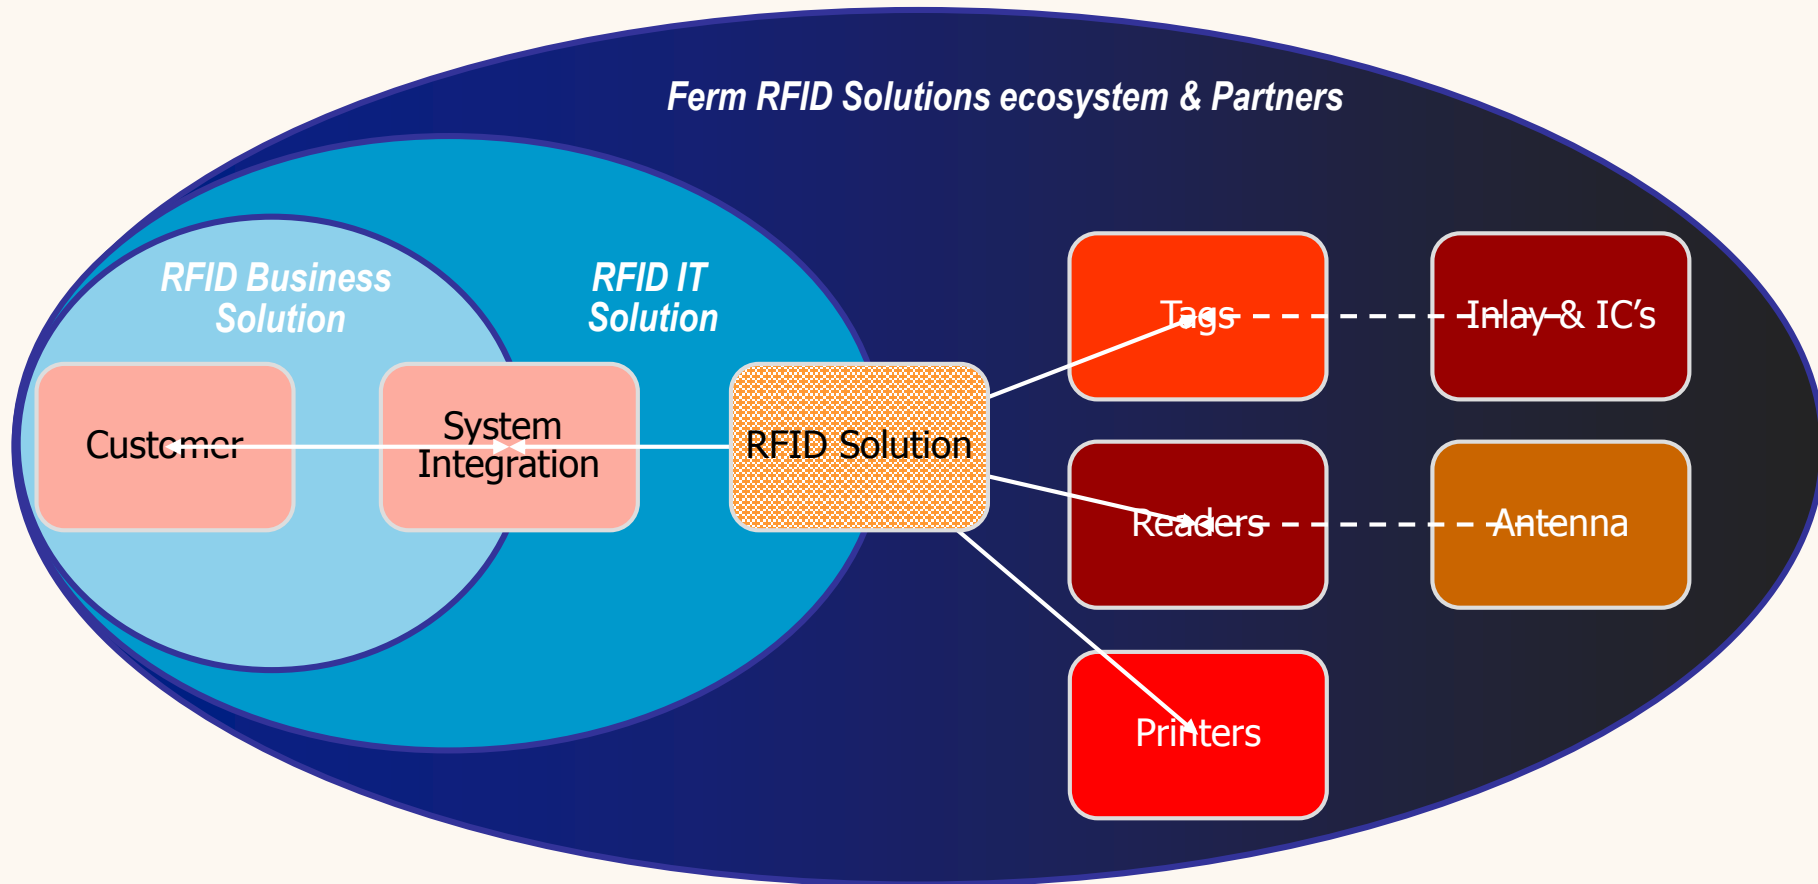 Ferm RFID Solutions ecosystem & Partners
RFID Business
Solution
RFID IT
Solution
Customer
System
Integration
RFID Solution
Tags
Inlay & IC’s
Readers
Antenna
Printers